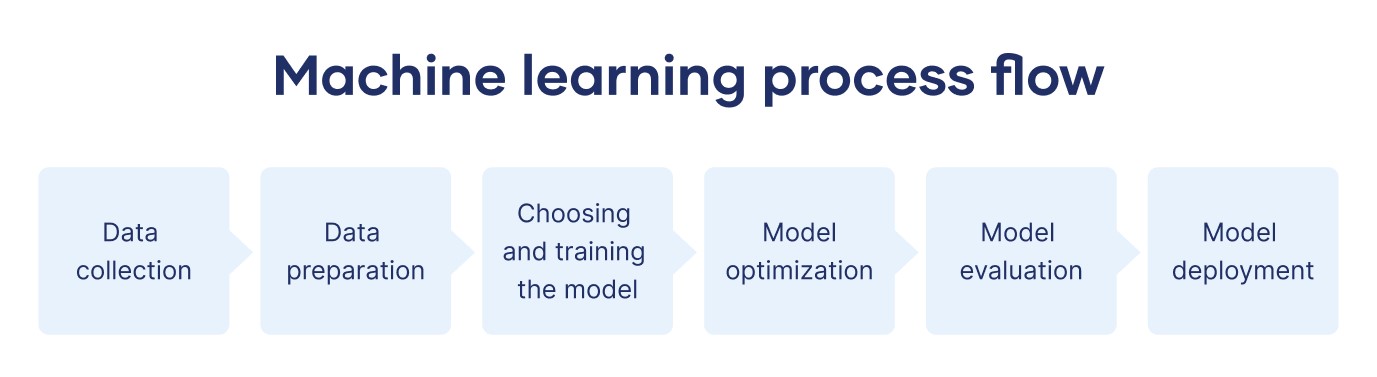 Machine learning process flow
Data
collection
Data
preparation
Choosing
and training
the model
Model
optimization
Model
evaluation
Model
deployment